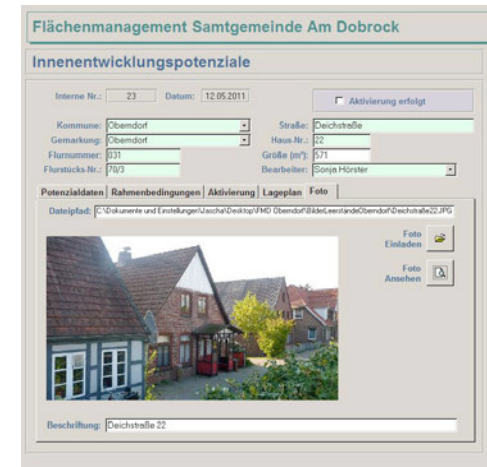 Flächenmanagement Samtgemeinde Am Dobrock
Innenentwicklungspotenziale
Interne Nr.: 23 Datum: 12.05.2011
Aktivierung erfolgt
Kommune: Oberndorf Straße: Deichstraße
Gemarkung: Oberndorf Haus-Nr.: 22
Flurnummer: 031 Größe (m²): 571
Flurstücks-Nr.: 70/3 Bearbeiter: Sonja Hörster
Potenzialdaten Rahmenbedingungen Aktivierung Lageplan Foto
Dateipfad: C:\Dokumente und Einstellungen\Jascha\Desktop\FMD Oberndorf\BilderLeerständeOberndorf\Deichstraße22.JPG
Foto
Einladen
Foto
Ansehen
Beschriftung: Deichstraße 22